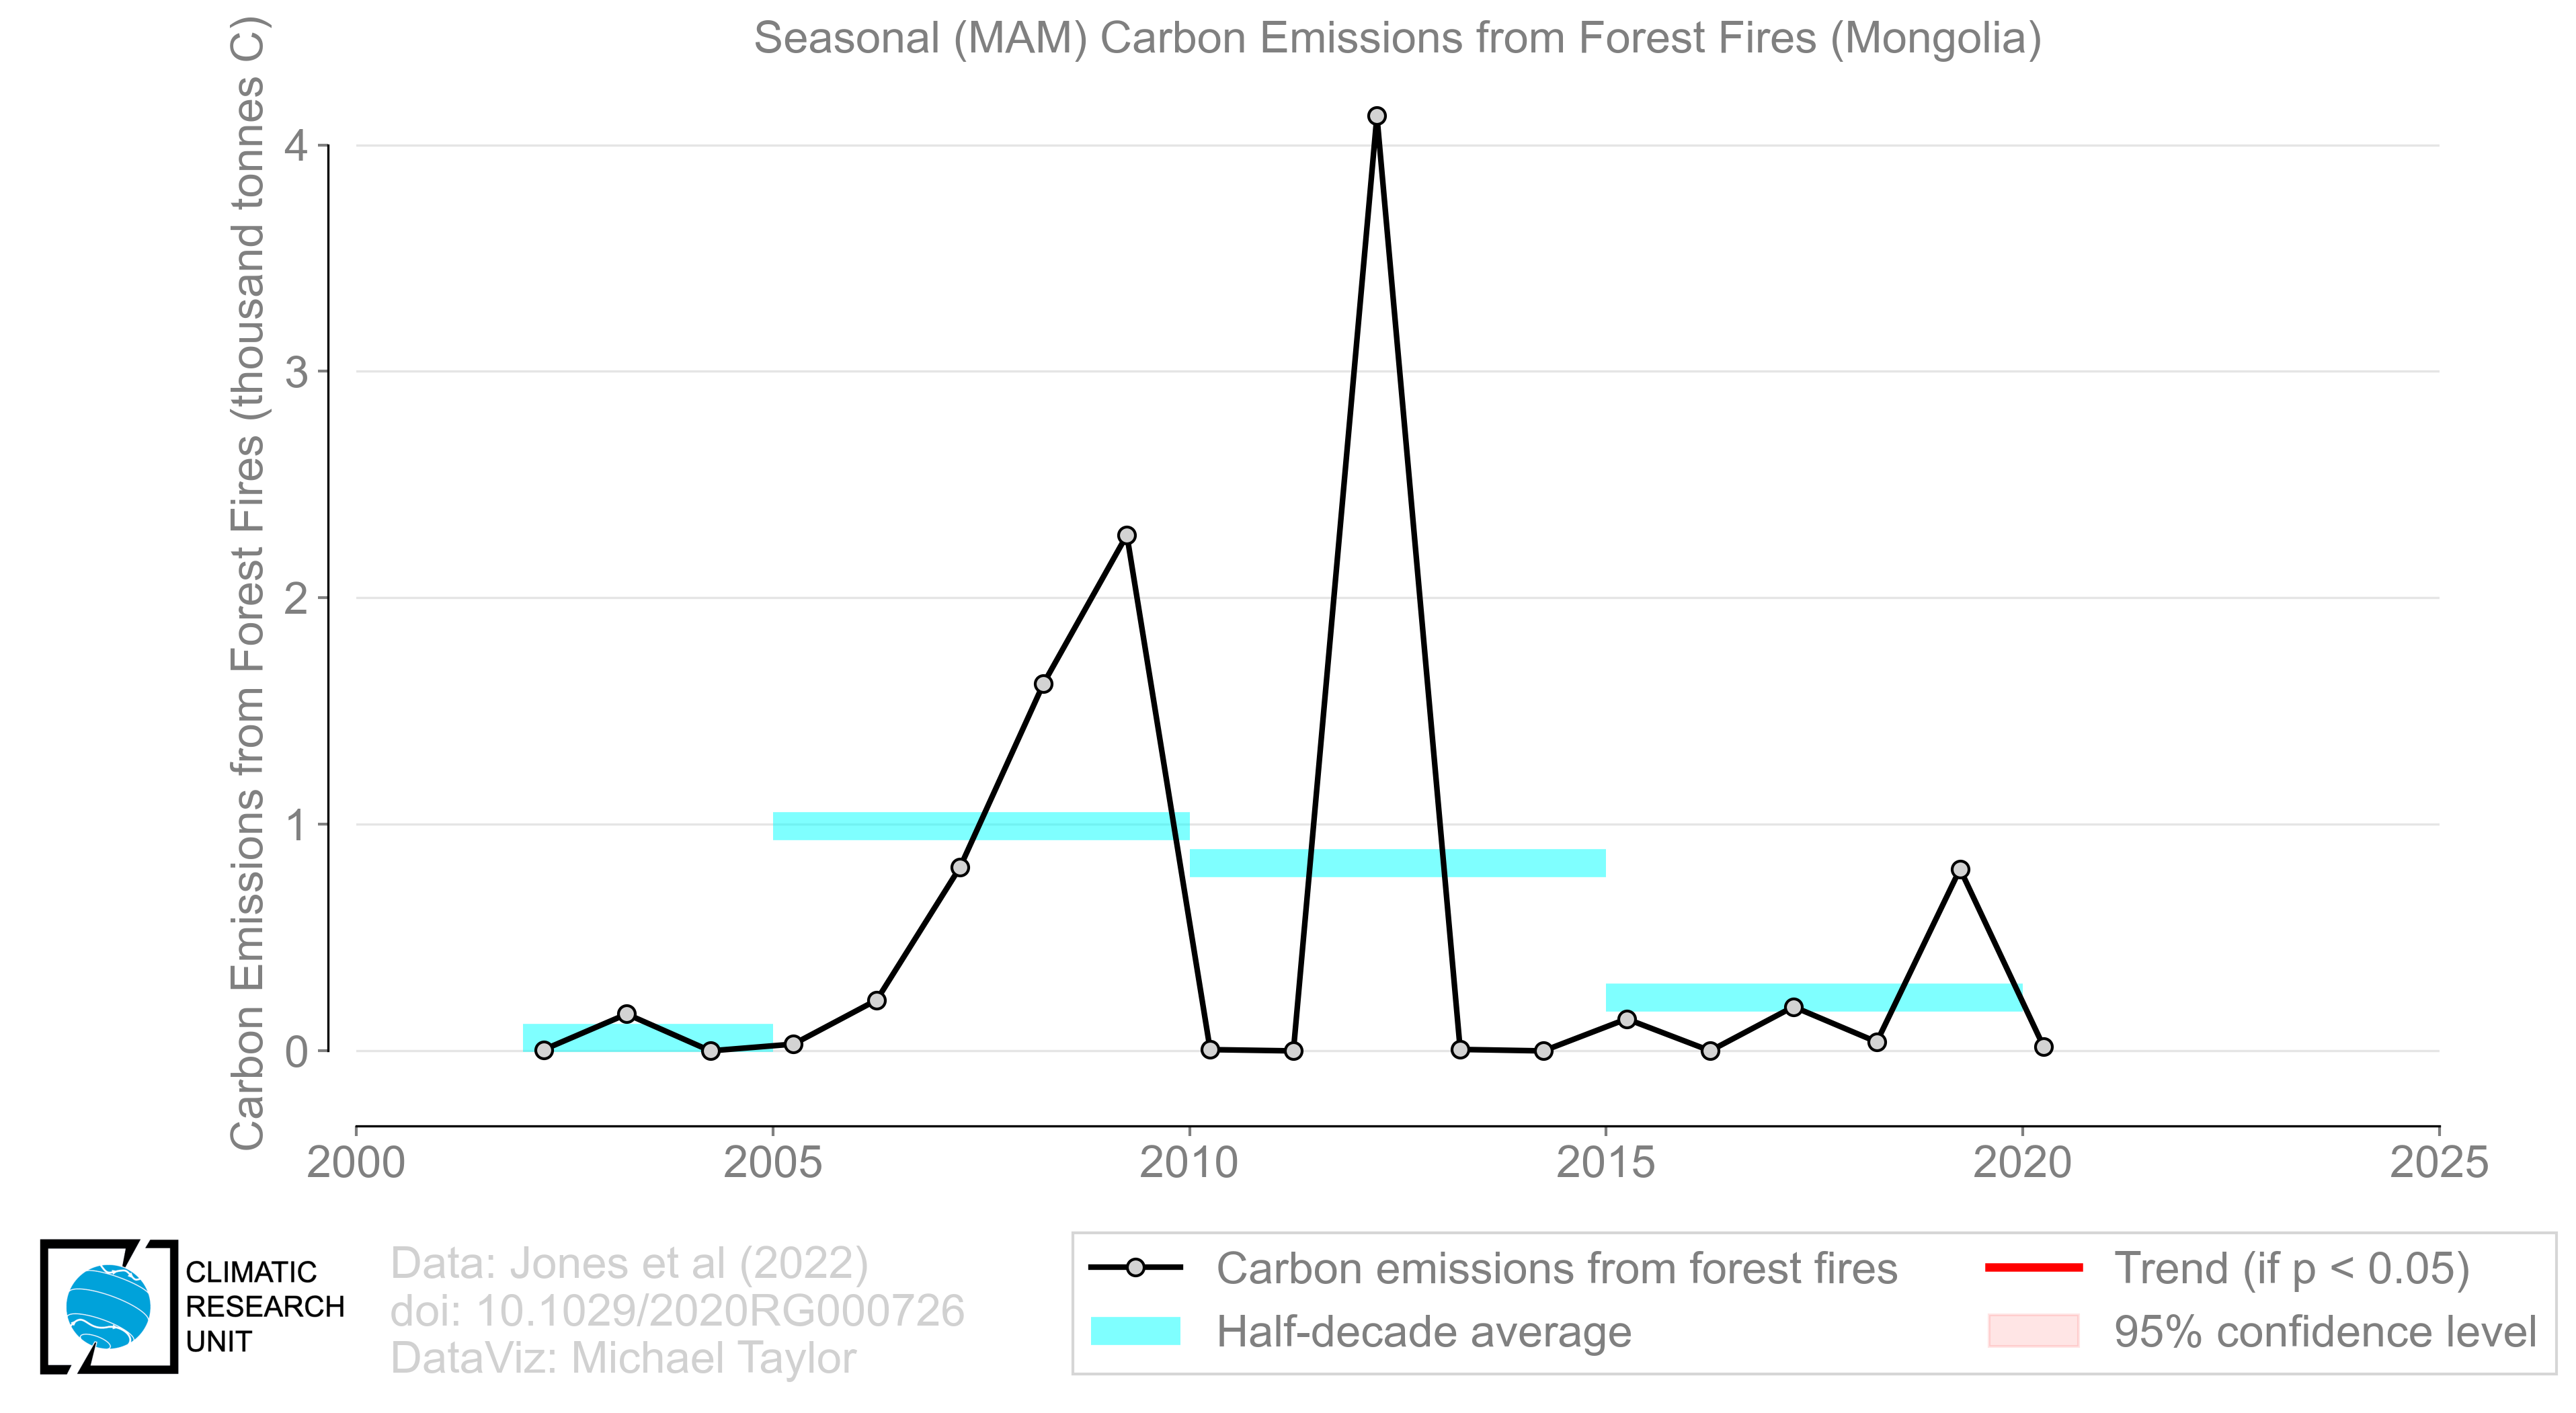 Seasonal (MAM) Carbon Emissions from Forest Fires (Mongolia)
Carbon Emissions from Forest Fires (thousand tonnes C)
4
3
2
1
0
2000 2005 2010 2015 2020 2025
CLIMATIC
RESEARCH
UNIT
Data: Jones et al (2022)
doi: 10.1029/2020RG000726
DataViz: Michael Taylor
Carbon emissions from forest fires
Half-decade average
Trend (if p < 0.05)
95% confidence level